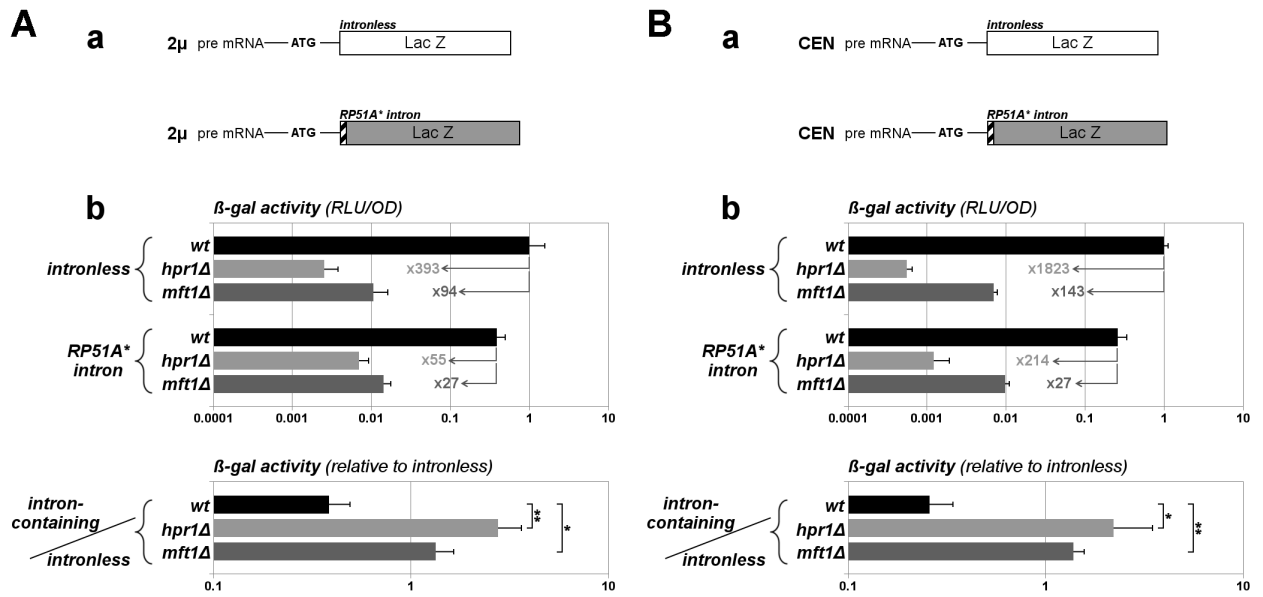 A
a
intronless
2µ pre mRNA ATG Lac Z
RP51A* intron
2µ pre mRNA ATG Lac Z
b
ß-gal activity (RLU/OD)
intronless
wt
hpr1Δ x393
mft1Δ x94
RP51A*
intron
wt
hpr1Δ x55
mft1Δ x27
0.0001 0.001 0.01 0.1 1 10
ß-gal activity (relative to intronless)
intron-
containing
intronless
wt
hpr1Δ **
mft1Δ *
0.1 1 10
B
a
intronless
CEN pre mRNA ATG Lac Z
RP51A* intron
CEN pre mRNA ATG Lac Z
b
ß-gal activity (RLU/OD)
intronless
wt
hpr1Δ x1823
mft1Δ x143
RP51A*
intron
wt
hpr1Δ x214
mft1Δ x27
0.0001 0.001 0.01 0.1 1 10
ß-gal activity (relative to intronless)
intron-
containing
intronless
wt
hpr1Δ *
mft1Δ **
0.1 1 10